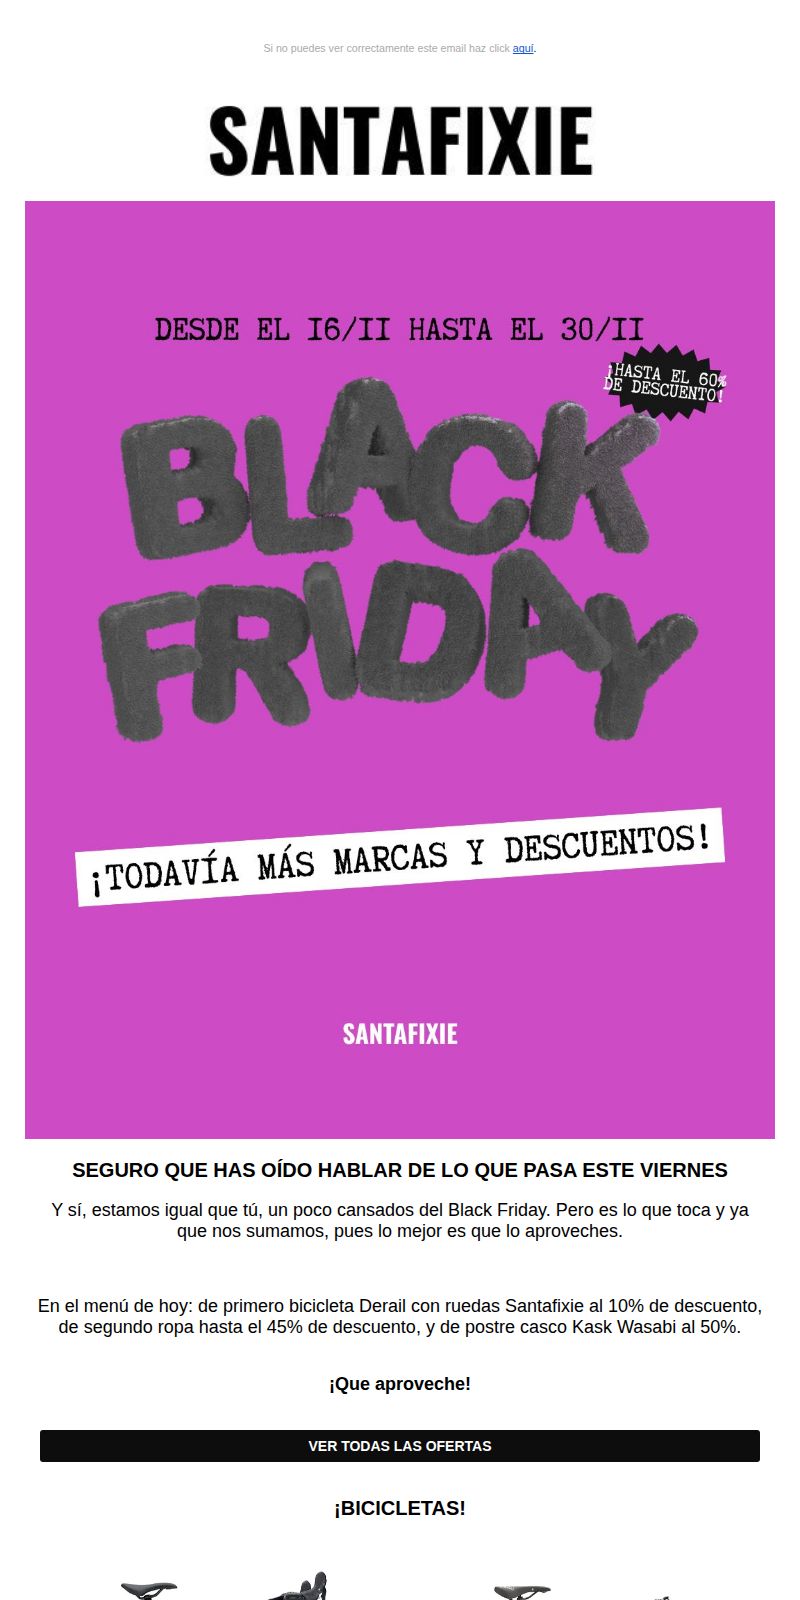 Si no puedes ver correctamente este email haz click aquí.
SANTAFIXIE
DESDE EL 16/11 HASTA EL 30/11
¡HASTA EL 60%
DE DESCUENTO!
BLACK
FRIDAY
¡TODAVÍA MÁS MARCAS Y DESCUENTOS!
SANTAFIXIE
SEGURO QUE HAS OÍDO HABLAR DE LO QUE PASA ESTE VIERNES
Y sí, estamos igual que tú, un poco cansados del Black Friday. Pero es lo que toca y ya
que nos sumamos, pues lo mejor es que lo aproveches.
En el menú de hoy: de primero bicicleta Derail con ruedas Santafixie al 10% de descuento,
de segundo ropa hasta el 45% de descuento, y de postre casco Kask Wasabi al 50%.
¡Que aproveche!
VER TODAS LAS OFERTAS
¡BICICLETAS!